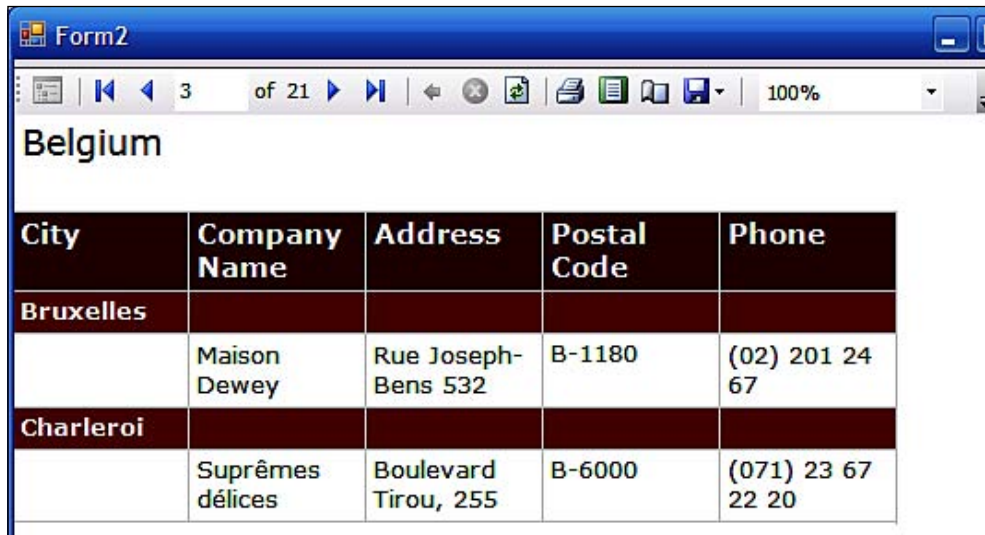 Form2
3 of 21 100%
Belgium
City Company Name Address Postal Code Phone
Bruxelles
Maison Dewey Rue Joseph-Bens 532 B-1180 (02) 201 24 67
Charleroi
Suprêmes délices Boulevard Tirou, 255 B-6000 (071) 23 67 22 20